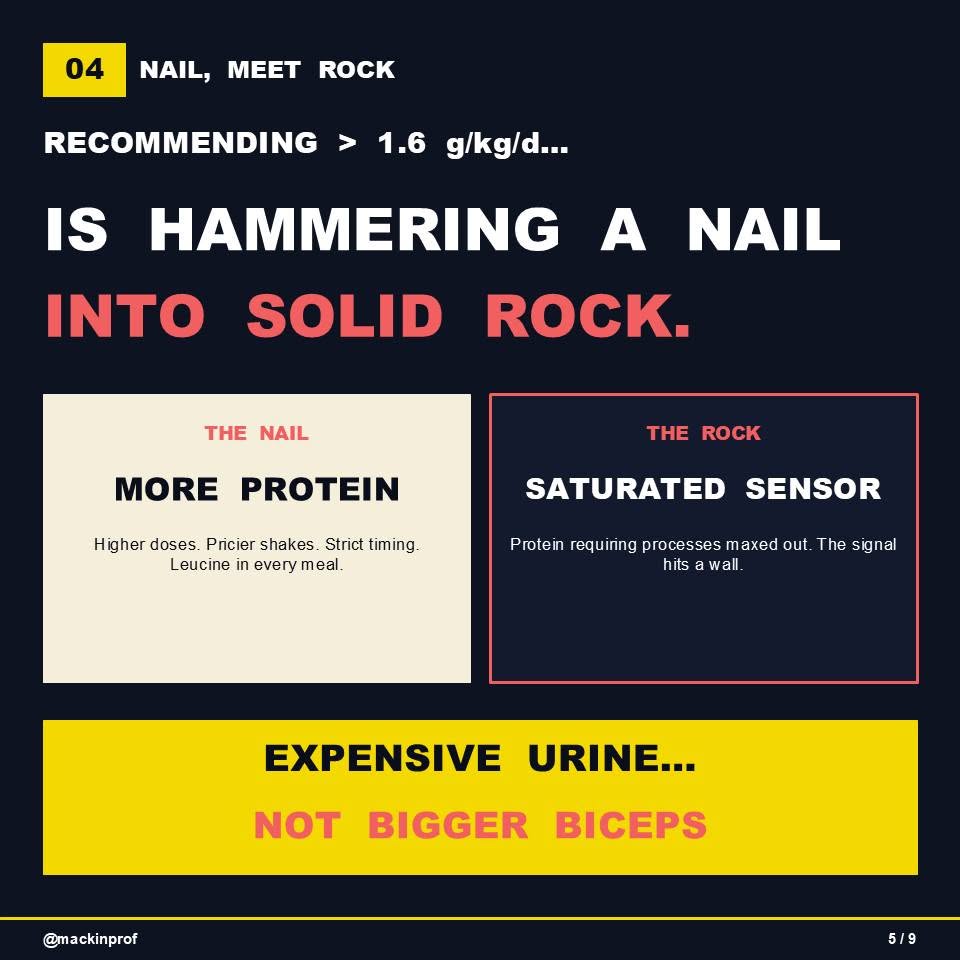 04 NAIL, MEET ROCK
RECOMMENDING > 1.6 g/kg/d...
IS HAMMERING A NAIL
INTO SOLID ROCK.
THE NAIL
MORE PROTEIN
Higher doses. Pricier shakes. Strict timing.
Leucine in every meal.
THE ROCK
SATURATED SENSOR
Protein requiring processes maxed out. The signal
hits a wall.
EXPENSIVE URINE...
NOT BIGGER BICEPS
@mackinprof
5 / 9